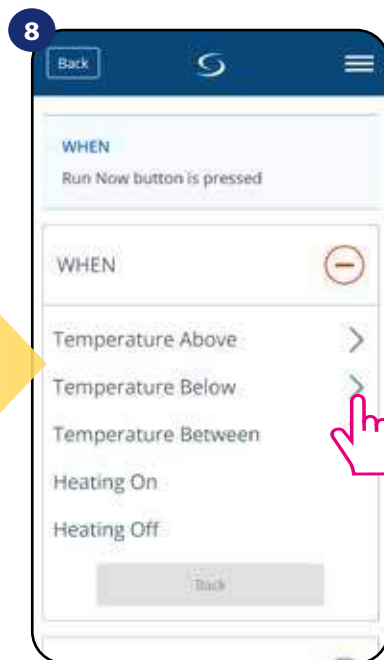 8
Back
WHEN
Run Now button is pressed
WHEN
Temperature Above
Temperature Below
Temperature Between
Heating On
Heating Off
Back